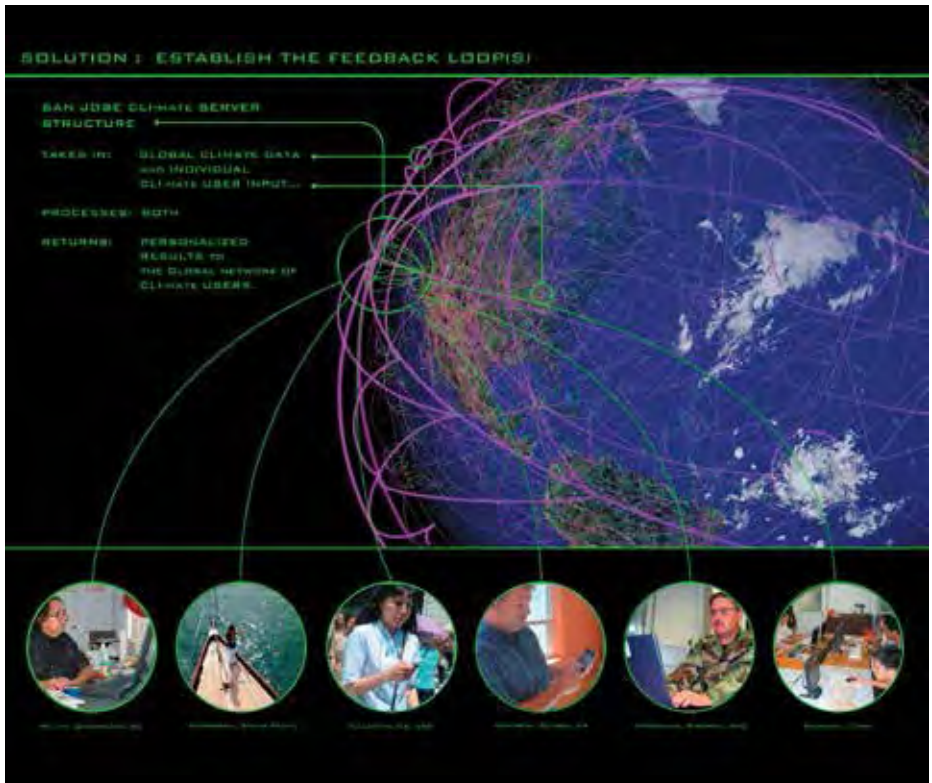 SOLUTION : ESTABLISH THE FEEDBACK LOOP(S)
SAN JOSE CLIMATE SERVER
STRUCTURE
TAKES IN: GLOBAL CLIMATE DATA
AND INDIVIDUAL
CLIMATE USER INPUT...
PROCESSES: BOTH
RETURNS: PERSONALIZED
RESULTS TO
THE GLOBAL NETWORK OF
CLIMATE USERS.